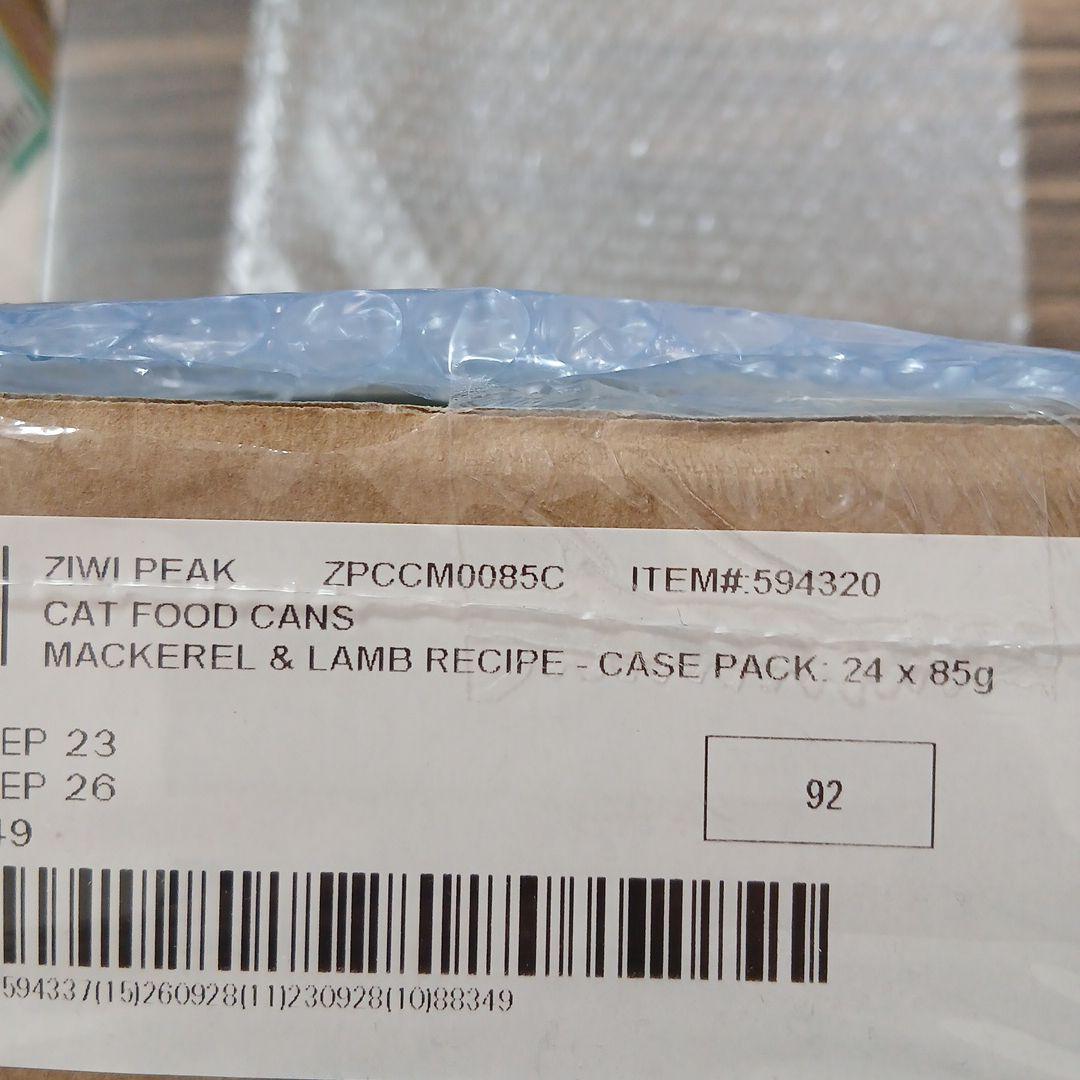 ZIWI PEAK ZPCCM0085C ITEM#:594320
CAT FOOD CANS
MACKEREL & LAMB RECIPE - CASE PACK: 24 x 85g
EP 23
EP 26
49
92
594337(15)260928(11)230928(10)88349